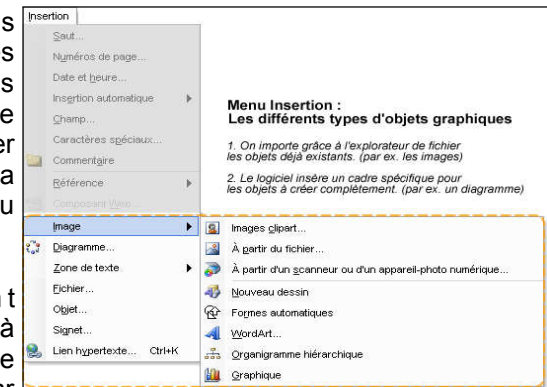 s
s
s
e
er
a
u
t
à
e
er
Insertion
Saut...
Numéros de page...
Date et heure...
Insertion automatique
Champ...
Caractères spéciaux...
Commentaire
Référence
Composant Web...
Image
Diagramme...
Zone de texte
Fichier...
Objet...
Signet...
Lien hypertexte... Ctrl+K
Menu Insertion :
Les différents types d'objets graphiques
1. On importe grâce à l'explorateur de fichier
les objets déjà existants. (par ex. les images)
2. Le logiciel insère un cadre spécifique pour
les objets à créer complètement. (par ex. un diagramme)
Images clipart...
À partir du fichier...
À partir d'un scanneur ou d'un appareil-photo numérique...
Nouveau dessin
Formes automatiques
WordArt...
Organigramme hiérarchique
Graphique